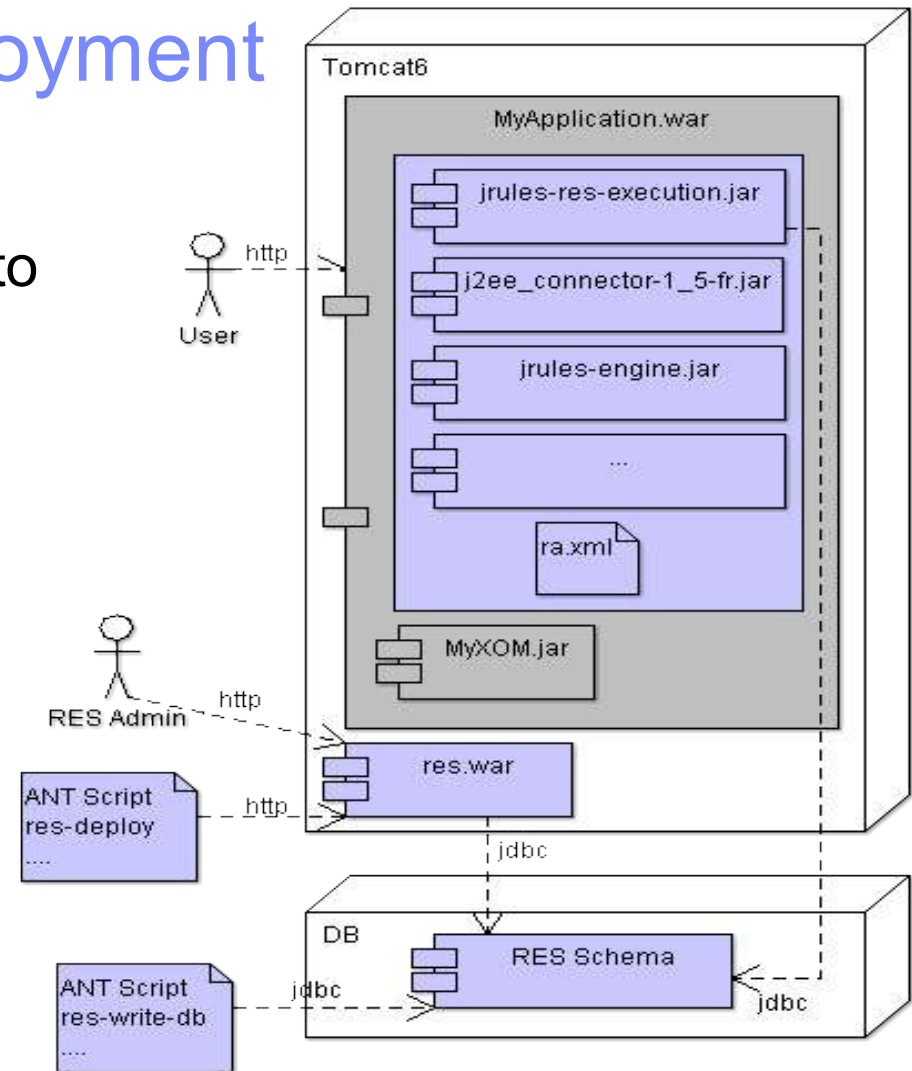 oyment
to
Tomcat6
MyApplication.war
jrules-res-execution.jar
http
User
j2ee_connector-1_5-fr.jar
jrules-engine.jar
...
ra.xml
MyXOM.jar
RES Admin
http
res.war
ANT Script
res-deploy
....
http
jdbc
DB
RES Schema
jdbc
ANT Script
res-write-db
....
jdbc